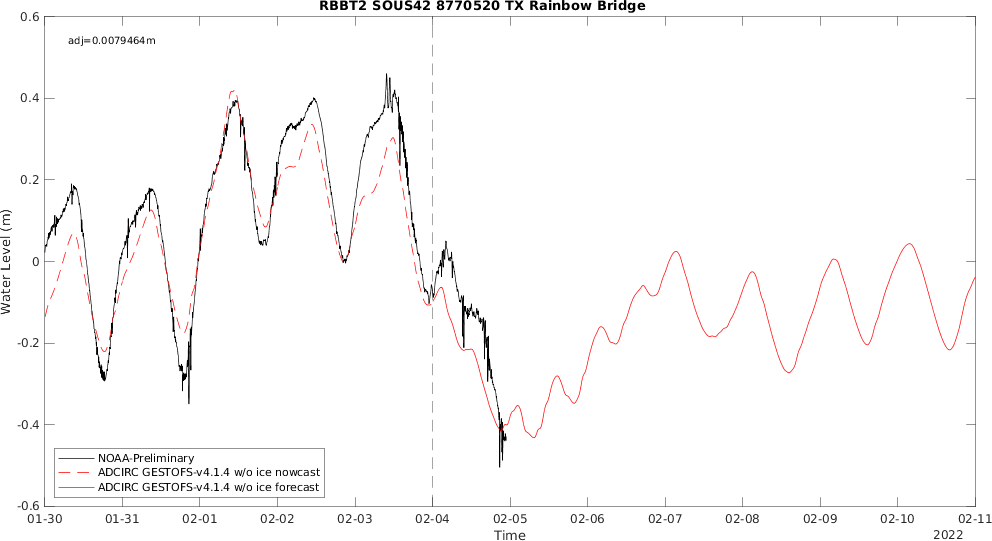 RBBT2 SOUS42 8770520 TX Rainbow Bridge
adj=0.0079464m
0.6
0.4
0.2
0
-0.2
-0.4
-0.6
Water Level (m)
NOAA-Preliminary
ADCIRC GESTOFS-v4.1.4 w/o ice nowcast
ADCIRC GESTOFS-v4.1.4 w/o ice forecast
01-30 01-31 02-01 02-02 02-03 02-04 02-05 02-06 02-07 02-08 02-09 02-10 02-11
Time
2022